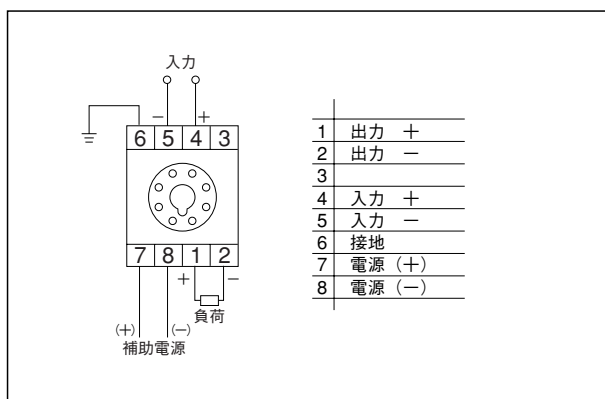 入力
− +
6 5 4 3
7 8 1 2
+ −
(+) (−) 負荷
補助電源
1 出力 +
2 出力 −
3
4 入力 +
5 入力 −
6 接地
7 電源 (+)
8 電源 (−)